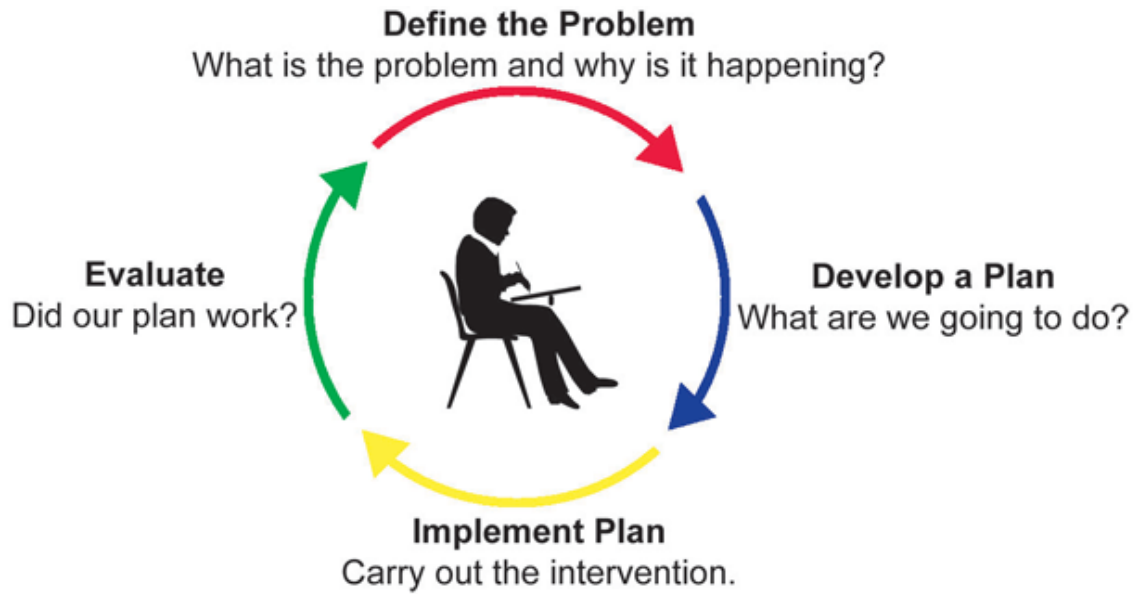 Define the Problem
What is the problem and why is it happening?
Develop a Plan
What are we going to do?
Implement Plan
Carry out the intervention.
Evaluate
Did our plan work?